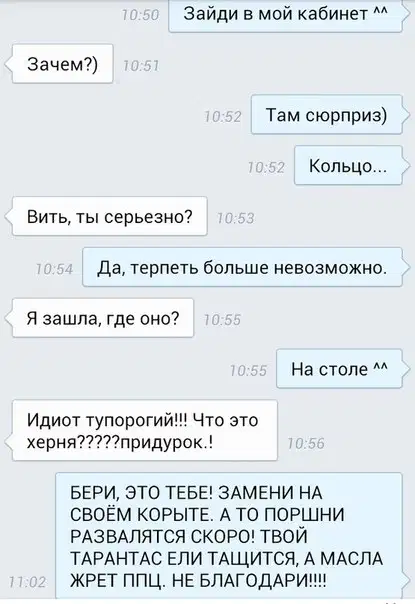 10:50 Зайди в мой кабинет ^^
Зачем?) 10:51
10:52 Там сюрприз)
10:52 Кольцо...
Вить, ты серьезно? 10:53
10:54 Да, терпеть больше невозможно.
Я зашла, где оно? 10:55
10:55 На столе ^^
Идиот тупорогий!!! Что это
херня?????придурок.! 10:56
БЕРИ, ЭТО ТЕБЕ! ЗАМЕНИ НА
СВОЁМ КОРЫТЕ. А ТО ПОРШНИ
РАЗВАЛЯТСЯ СКОРО! ТВОЙ
ТАРАНТАС ЕЛИ ТАЩИТСЯ, А МАСЛА
11:02 ЖРЕТ ППЦ. НЕ БЛАГОДАРИ!!!!